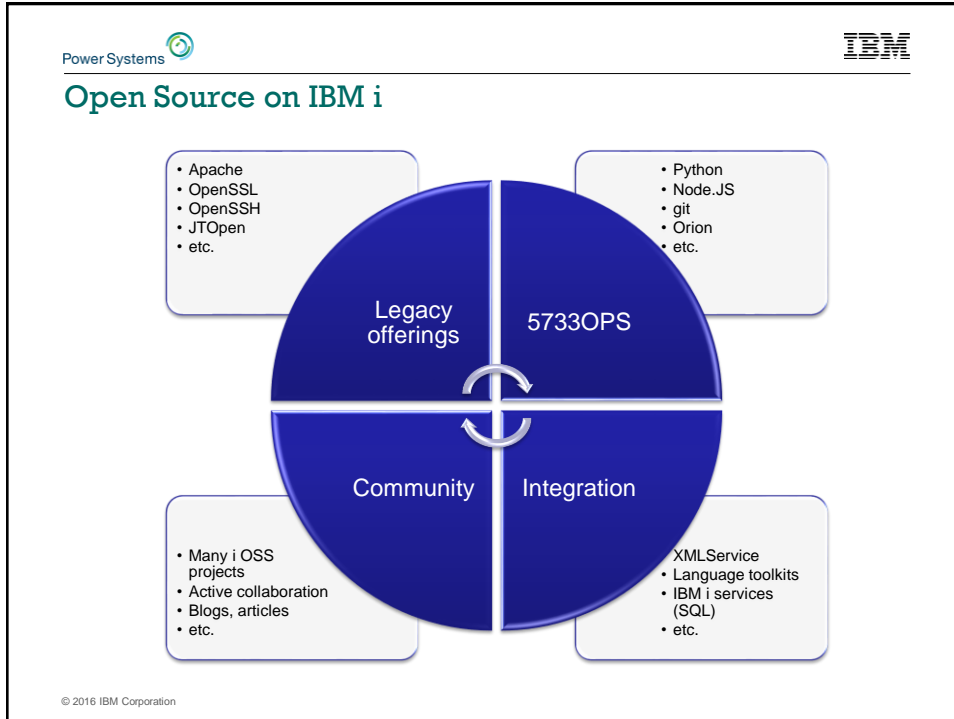 Power Systems
IBM
Open Source on IBM i
• Apache
• OpenSSL
• OpenSSH
• JTOpen
• etc.
• Python
• Node.JS
• git
• Orion
• etc.
Legacy
offerings
5733OPS
Community
Integration
• Many i OSS
projects
• Active collaboration
• Blogs, articles
• etc.
XMLService
• Language toolkits
• IBM i services
(SQL)
• etc.
© 2016 IBM Corporation